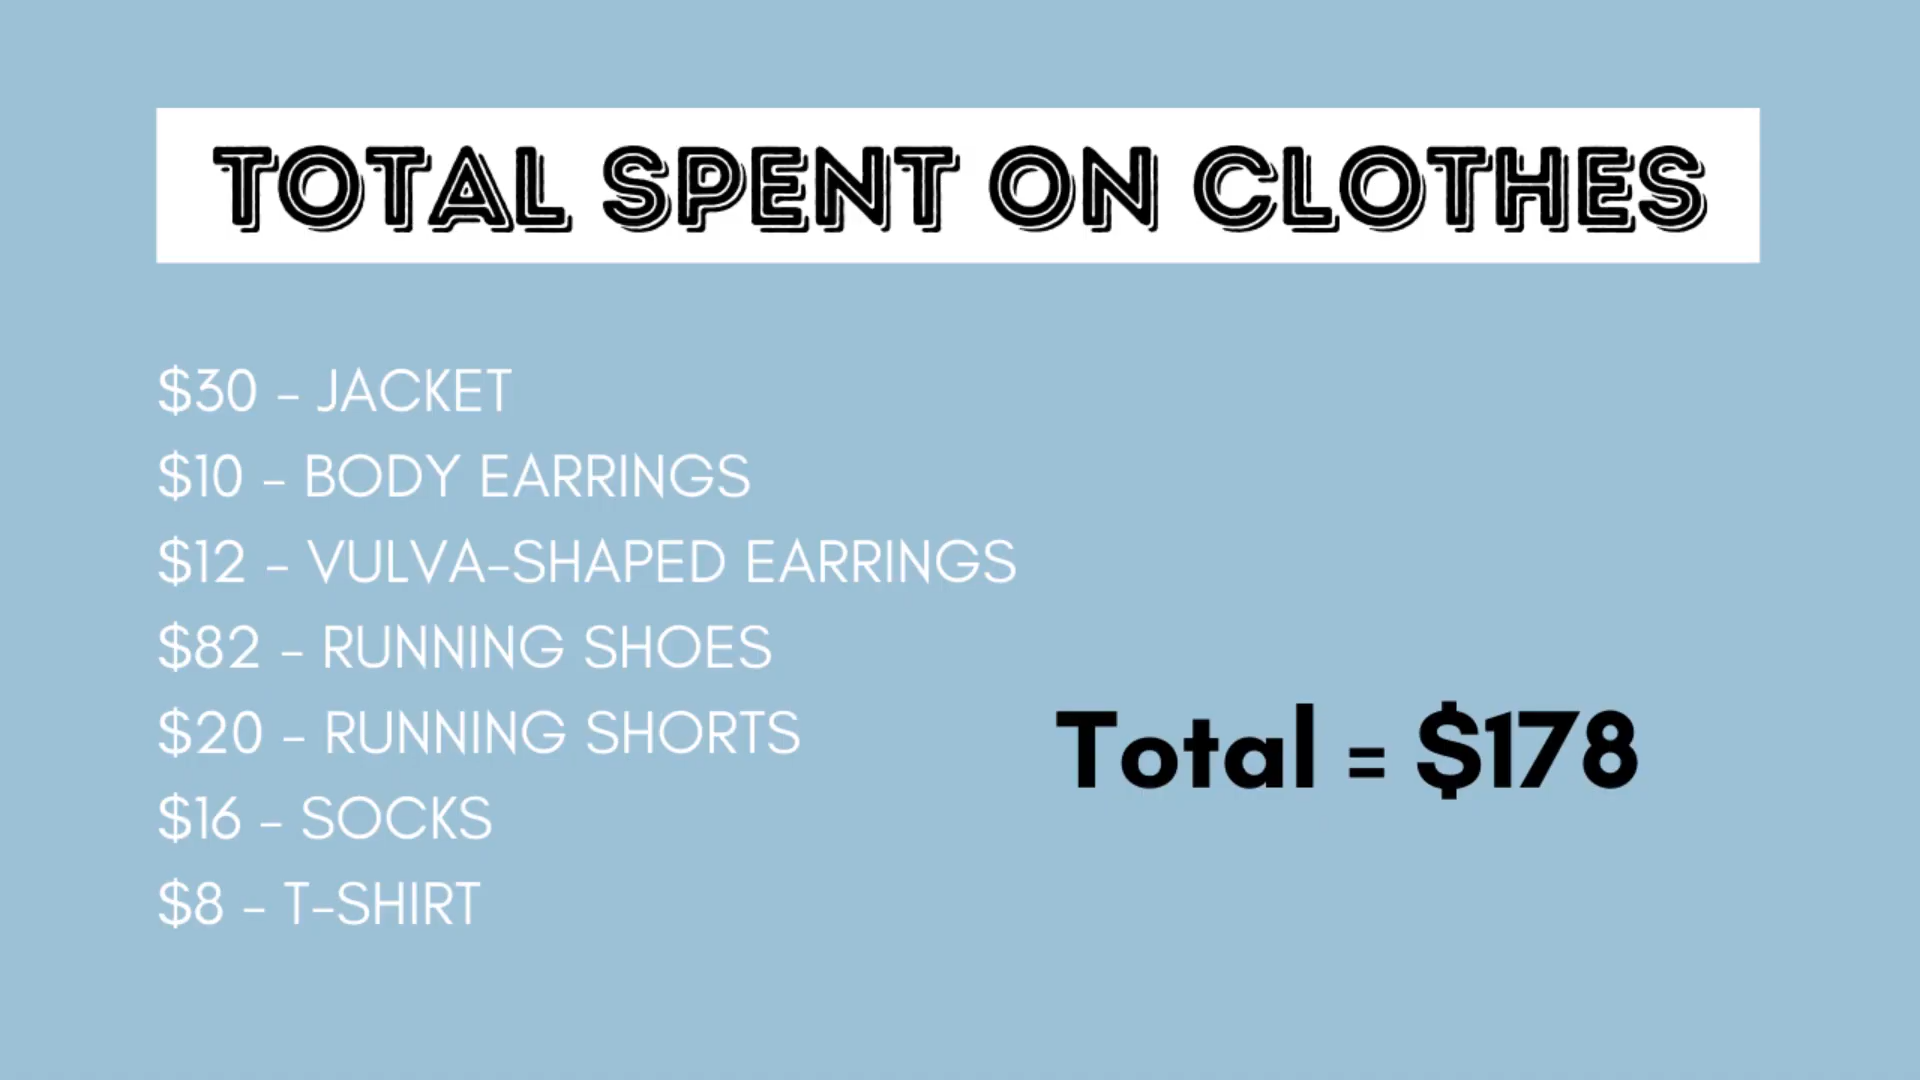 TOTAL SPENT ON CLOTHES
$30 - JACKET
$10 - BODY EARRINGS
$12 - VULVA-SHAPED EARRINGS
$82 - RUNNING SHOES
$20 - RUNNING SHORTS
$16 - SOCKS
$8 - T-SHIRT
Total = $178